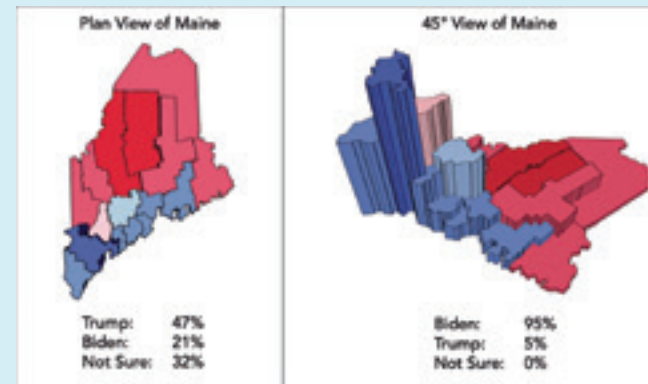 Plan View of Maine
Trump: 47%
Biden: 21%
Not Sure: 32%
45° View of Maine
Biden: 95%
Trump: 5%
Not Sure: 0%